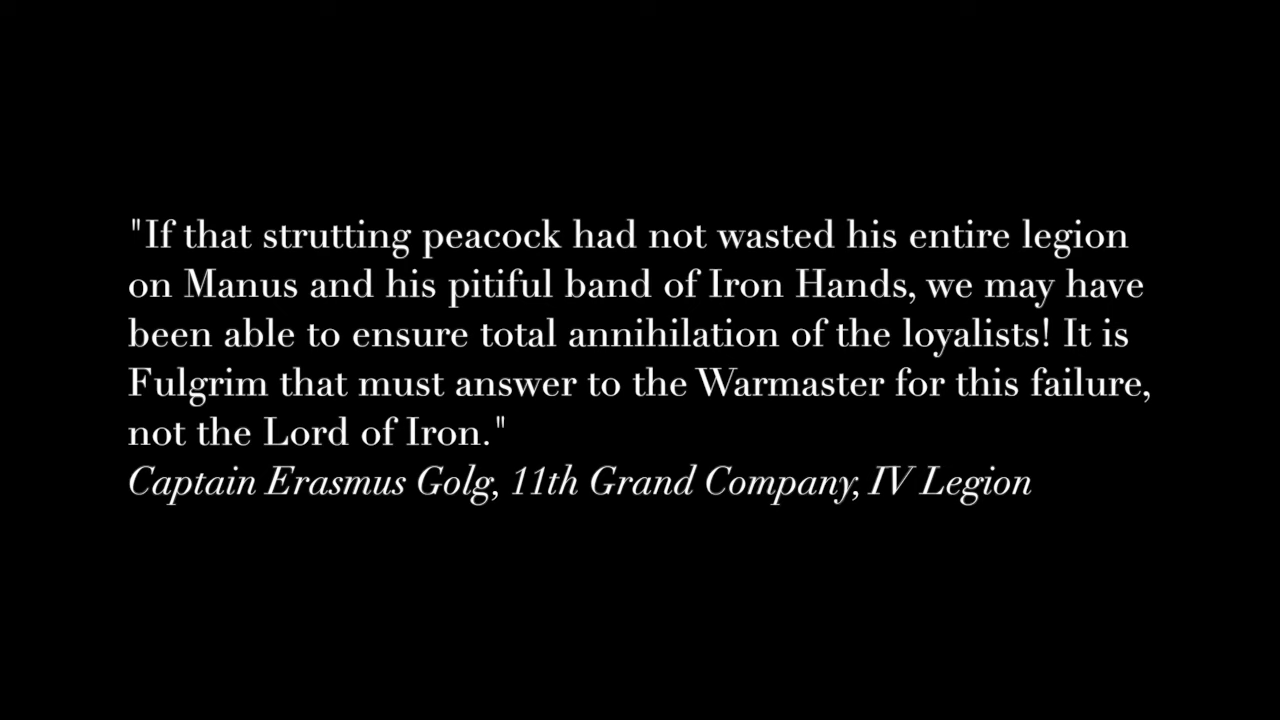 "If that strutting peacock had not wasted his entire legion
on Manus and his pitiful band of Iron Hands, we may have
been able to ensure total annihilation of the loyalists! It is
Fulgrim that must answer to the Warmaster for this failure,
not the Lord of Iron."
Captain Erasmus Golg, 11th Grand Company, IV Legion